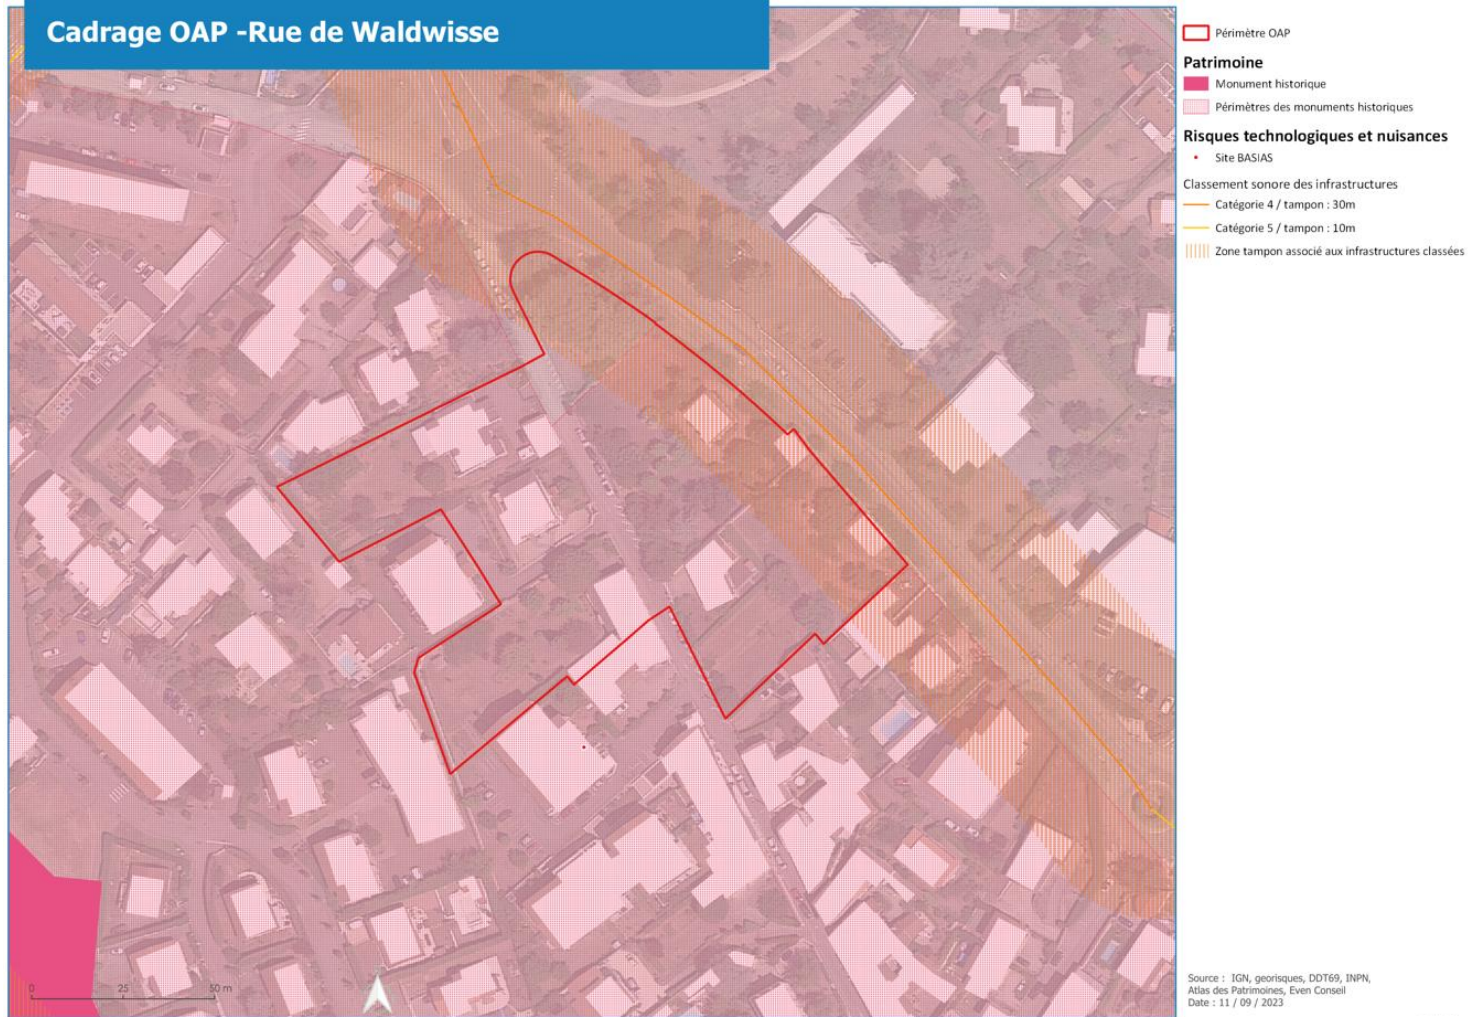 Cadrage OAP -Rue de Waldwisse
Périmètre OAP
Patrimoine
Monument historique
Périmètres des monuments historiques
Risques technologiques et nuisances
Site BASIAS
Classement sonore des infrastructures
Catégorie 4 / tampon : 30m
Catégorie 5 / tampon : 10m
Zone tampon associé aux infrastructures classées
0 25 50 m
Source : IGN, georisques, DDT69, INPN,
Atlas des Patrimoines, Even Conseil
Date : 11 / 09 / 2023